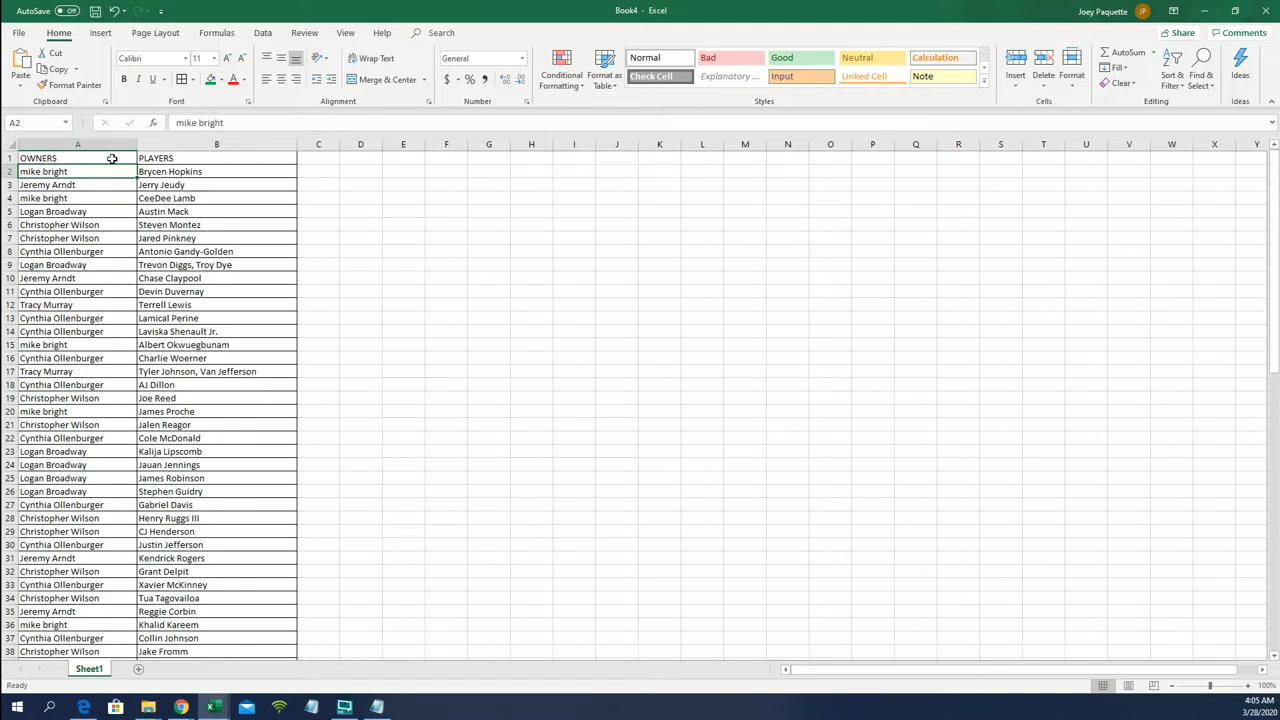 AutoSave Off Book4 - Excel Joey Paquette JP
File Home Insert Page Layout Formulas Data Review View Help Search Share Comments
Paste Cut Copy Format Painter Clipboard
Calibri 11 A A B I U A Font
Wrap Text Merge & Center Alignment
General $ % , Number
Conditional Formatting Format as Table
Normal Bad Good Neutral Calculation
Check Cell Explanatory ... Input Linked Cell Note
Styles
Insert Delete Format Cells
AutoSum Fill Clear Sort & Filter Find & Select Editing
Ideas Ideas
A2 fx mike bright
A B C D E F G H I J K L M N O P Q R S T U V W X Y
1 OWNERS PLAYERS
2 mike bright Brycen Hopkins
3 Jeremy Arndt Jerry Jeudy
4 mike bright CeeDee Lamb
5 Logan Broadway Austin Mack
6 Christopher Wilson Steven Montez
7 Christopher Wilson Jared Pinkney
8 Cynthia Ollenburger Antonio Gandy-Golden
9 Logan Broadway Trevon Diggs, Troy Dye
10 Jeremy Arndt Chase Claypool
11 Cynthia Ollenburger Devin Duvernay
12 Tracy Murray Terrell Lewis
13 Cynthia Ollenburger Lamical Perine
14 Cynthia Ollenburger Laviska Shenault Jr.
15 mike bright Albert Okwuegbunam
16 Cynthia Ollenburger Charlie Woerner
17 Tracy Murray Tyler Johnson, Van Jefferson
18 Cynthia Ollenburger AJ Dillon
19 Christopher Wilson Joe Reed
20 mike bright James Proche
21 Christopher Wilson Jalen Reagor
22 Cynthia Ollenburger Cole McDonald
23 Logan Broadway Kalija Lipscomb
24 Logan Broadway Jauan Jennings
25 Logan Broadway James Robinson
26 Logan Broadway Stephen Guidry
27 Cynthia Ollenburger Gabriel Davis
28 Christopher Wilson Henry Ruggs III
29 Christopher Wilson CJ Henderson
30 Cynthia Ollenburger Justin Jefferson
31 Jeremy Arndt Kendrick Rogers
32 Christopher Wilson Grant Delpit
33 Cynthia Ollenburger Xavier McKinney
34 Christopher Wilson Tua Tagovailoa
35 Jeremy Arndt Reggie Corbin
36 mike bright Khalid Kareem
37 Cynthia Ollenburger Collin Johnson
38 Christopher Wilson Jake Fromm
Sheet1
Ready 100%
4:05 AM
3/28/2020